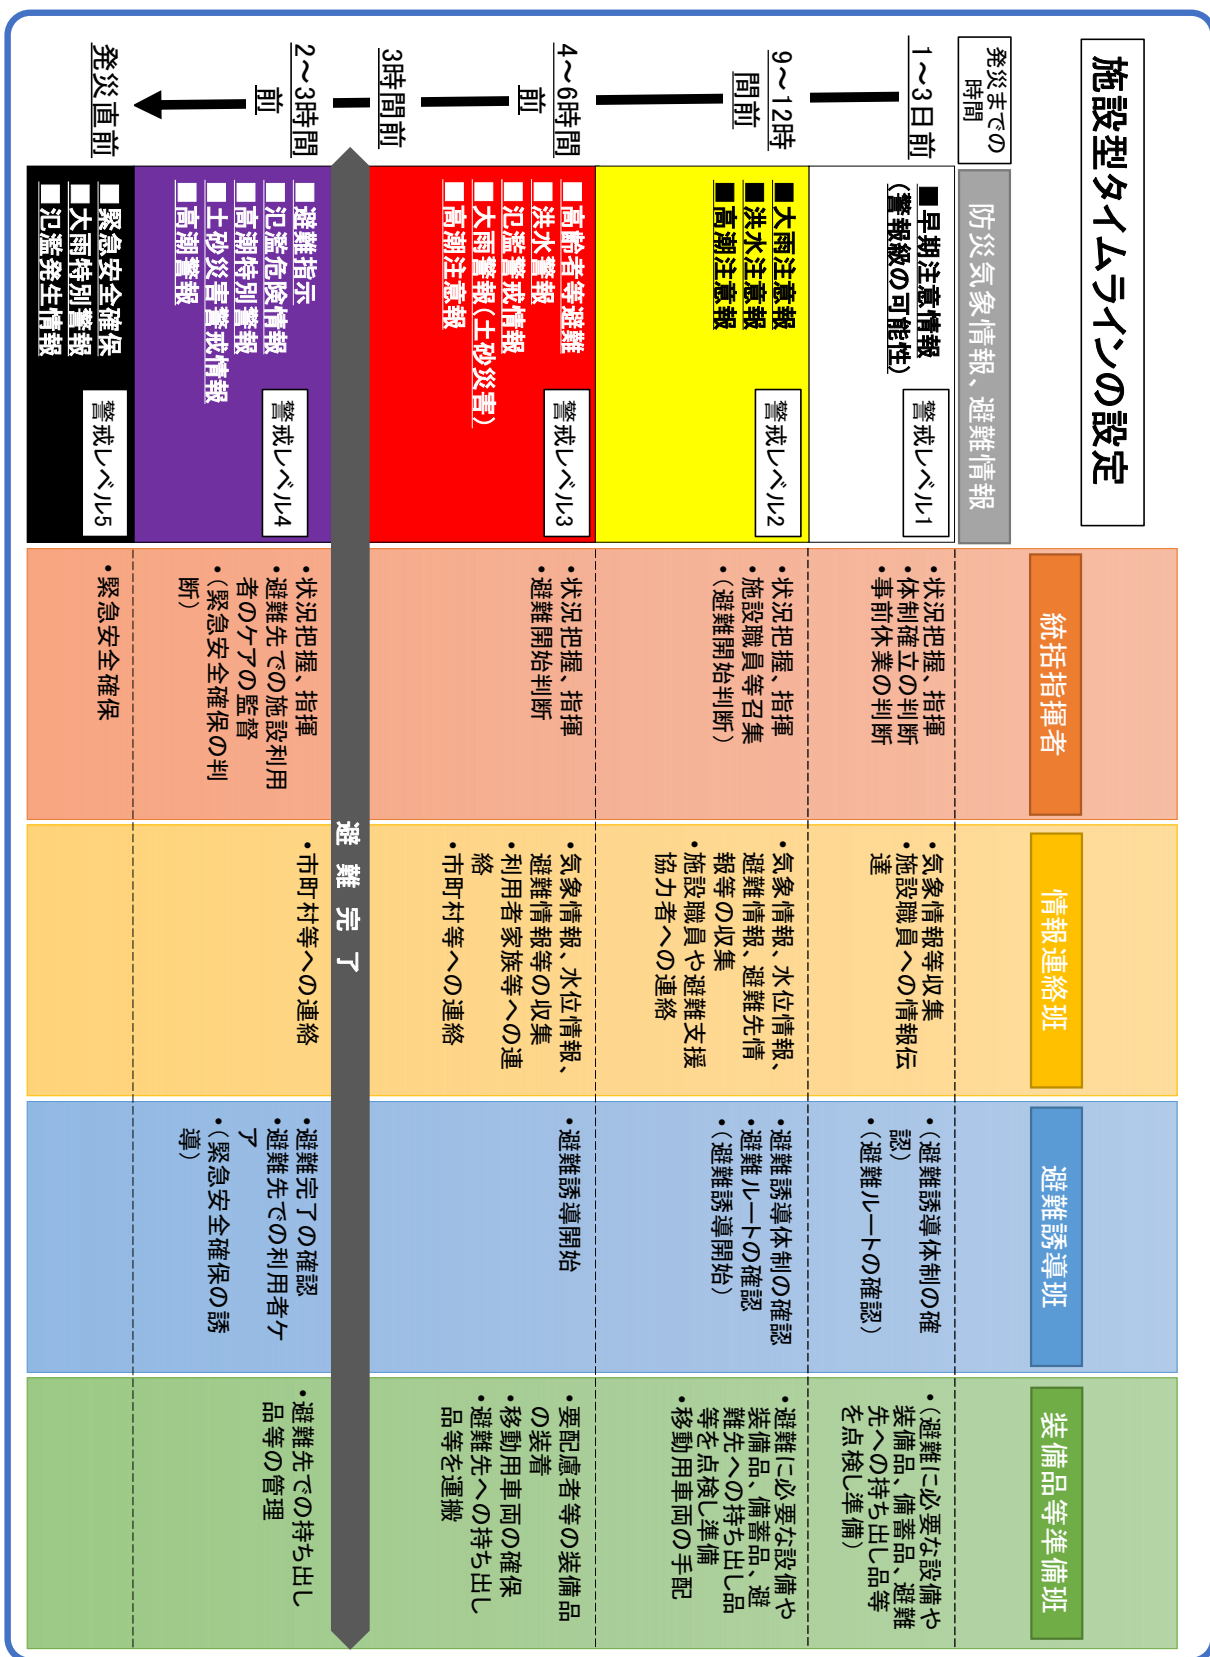 施設型タイムラインの設定
発災までの
時間
防災気象情報、避難情報
統括指揮者
情報連絡班
避難誘導班
装備品等準備班
1～3日前
■早期注意情報
(警報級の可能性)
警戒レベル1
・状況把握、指揮
・体制確立の判断
・事前休業の判断
・気象情報等収集
・施設職員への情報伝
達
・(避難誘導体制の確
認)
・(避難ルートの確認)
・(避難に必要な設備や
装備品、備蓄品、避難
先への持ち出し品等
を点検し準備)
9～12時
間前
■大雨注意報
■洪水注意報
■高潮注意報
警戒レベル2
・状況把握、指揮
・施設職員等召集
・(避難開始判断)
・気象情報、水位情報、
避難情報、避難先情
報等の収集
・施設職員や避難支援
協力者への連絡
・避難誘導体制の確認
・避難ルートの確認
・(避難誘導開始)
・避難に必要な設備や
装備品、備蓄品、避
難先への持ち出し品
等を点検し準備
・移動用車両の手配
4～6時間
前
■高齢者等避難
■洪水警報
■氾濫警戒情報
■大雨警報(土砂災害)
■高潮注意報
警戒レベル3
・状況把握、指揮
・避難開始判断
・気象情報、水位情報、
避難情報等の収集
・利用者家族等への連
絡
・市町村等への連絡
・避難誘導開始
・要配慮者等の装備品
の装着
・移動用車両の確保
・避難先への持ち出し
品等を運搬
3時間前
避難完了
2～3時間
前
■避難指示
■氾濫危険情報
■高潮特別警報
■土砂災害警戒情報
■高潮警報
警戒レベル4
・状況把握、指揮
・避難先での施設利用
者のケアの監督
・(緊急安全確保の判
断)
・市町村等への連絡
・避難完了の確認
・避難先での利用者ケ
ア
・(緊急安全確保の誘
導)
・避難先での持ち出し
品等の管理
発災直前
■緊急安全確保
■大雨特別警報
■氾濫発生情報
警戒レベル5
・緊急安全確保